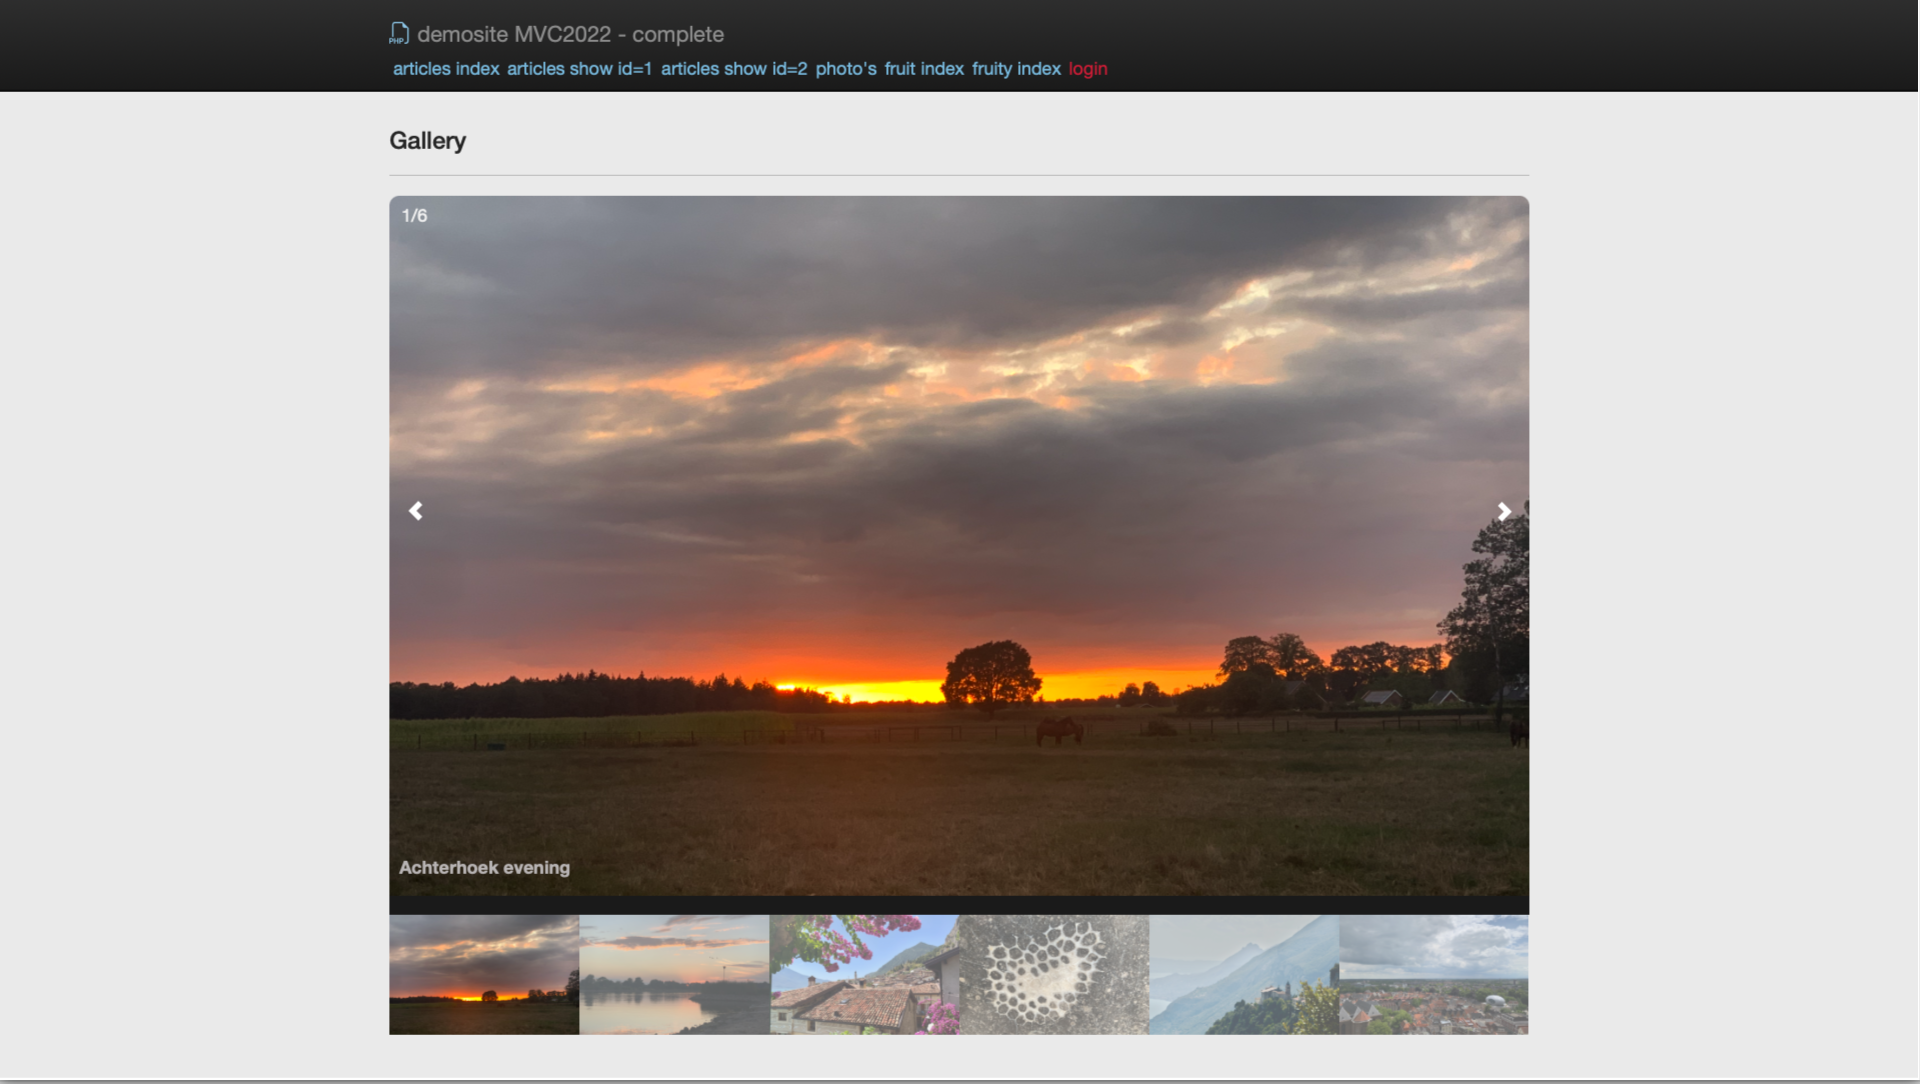 PHP demosite MVC2022 - complete
articles index articles show id=1 articles show id=2 photo's fruit index fruity index login
Gallery
1/6
Achterhoek evening